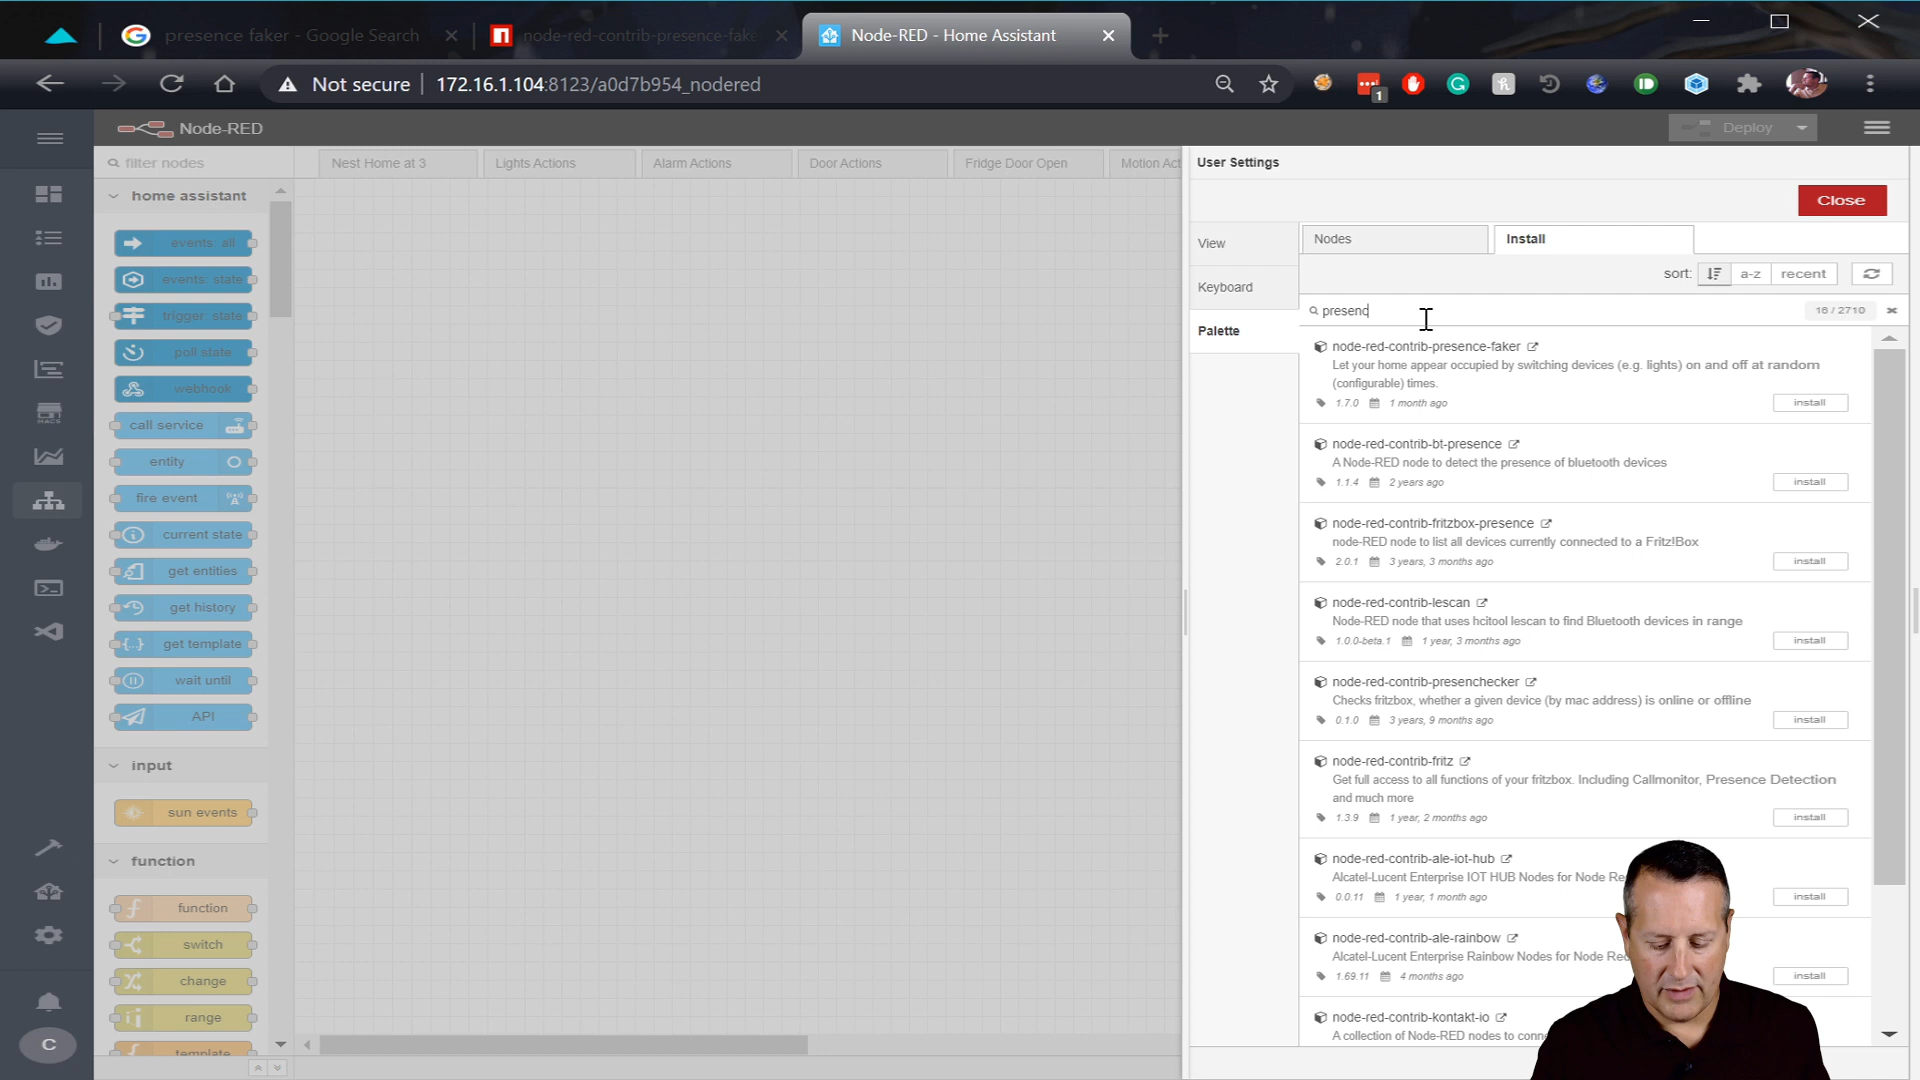 presence faker - Google Search
node-red-contrib-presence-fake
Node-RED - Home Assistant
Not secure
172.16.1.104:8123/a0d7b954_nodered
1
Node-RED
Deploy
filter nodes
Nest Home at 3
Lights Actions
Alarm Actions
Door Actions
Fridge Door Open
Motion Act
home assistant
events: all
events: state
trigger: state
poll state
webhook
call service
entity
fire event
current state
get entities
get history
get template
wait until
API
input
sun events
function
function
switch
change
range
template
HACS
C
User Settings
Close
View
Keyboard
Palette
Nodes
Install
sort:
a-z
recent
presenc
16 / 2710
node-red-contrib-presence-faker
Let your home appear occupied by switching devices (e.g. lights) on and off at random
(configurable) times.
1.7.0
1 month ago
install
node-red-contrib-bt-presence
A Node-RED node to detect the presence of bluetooth devices
1.1.4
2 years ago
install
node-red-contrib-fritzbox-presence
node-RED node to list all devices currently connected to a Fritz!Box
2.0.1
3 years, 3 months ago
install
node-red-contrib-lescan
Node-RED node that uses hcitool lescan to find Bluetooth devices in range
1.0.0-beta.1
1 year, 3 months ago
install
node-red-contrib-presenchecker
Checks fritzbox, whether a given device (by mac address) is online or offline
0.1.0
3 years, 9 months ago
install
node-red-contrib-fritz
Get full access to all functions of your fritzbox. Including Callmonitor, Presence Detection
and much more
1.3.9
1 year, 2 months ago
install
node-red-contrib-ale-iot-hub
Alcatel-Lucent Enterprise IOT HUB Nodes for Node Re
0.0.11
1 year, 1 month ago
install
node-red-contrib-ale-rainbow
Alcatel-Lucent Enterprise Rainbow Nodes for Node Rec
1.69.11
4 months ago
install
node-red-contrib-kontakt-io
A collection of Node-RED nodes to conne